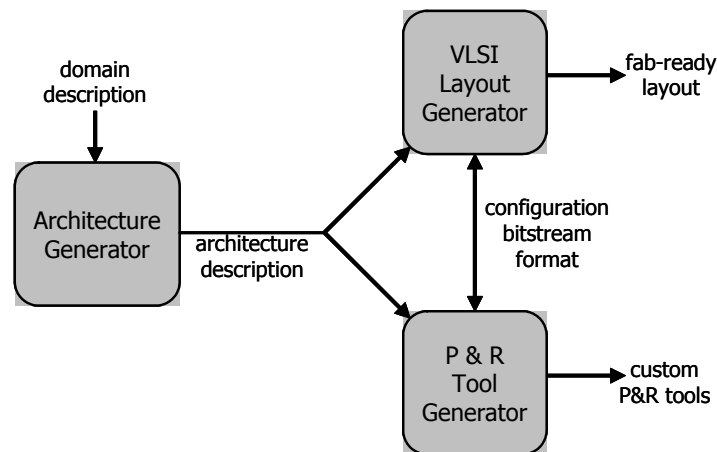 domain
description
Architecture
Generator
architecture
description
VLSI
Layout
Generator
fab-ready
layout
configuration
bitstream
format
P & R
Tool
Generator
custom
P&R tools